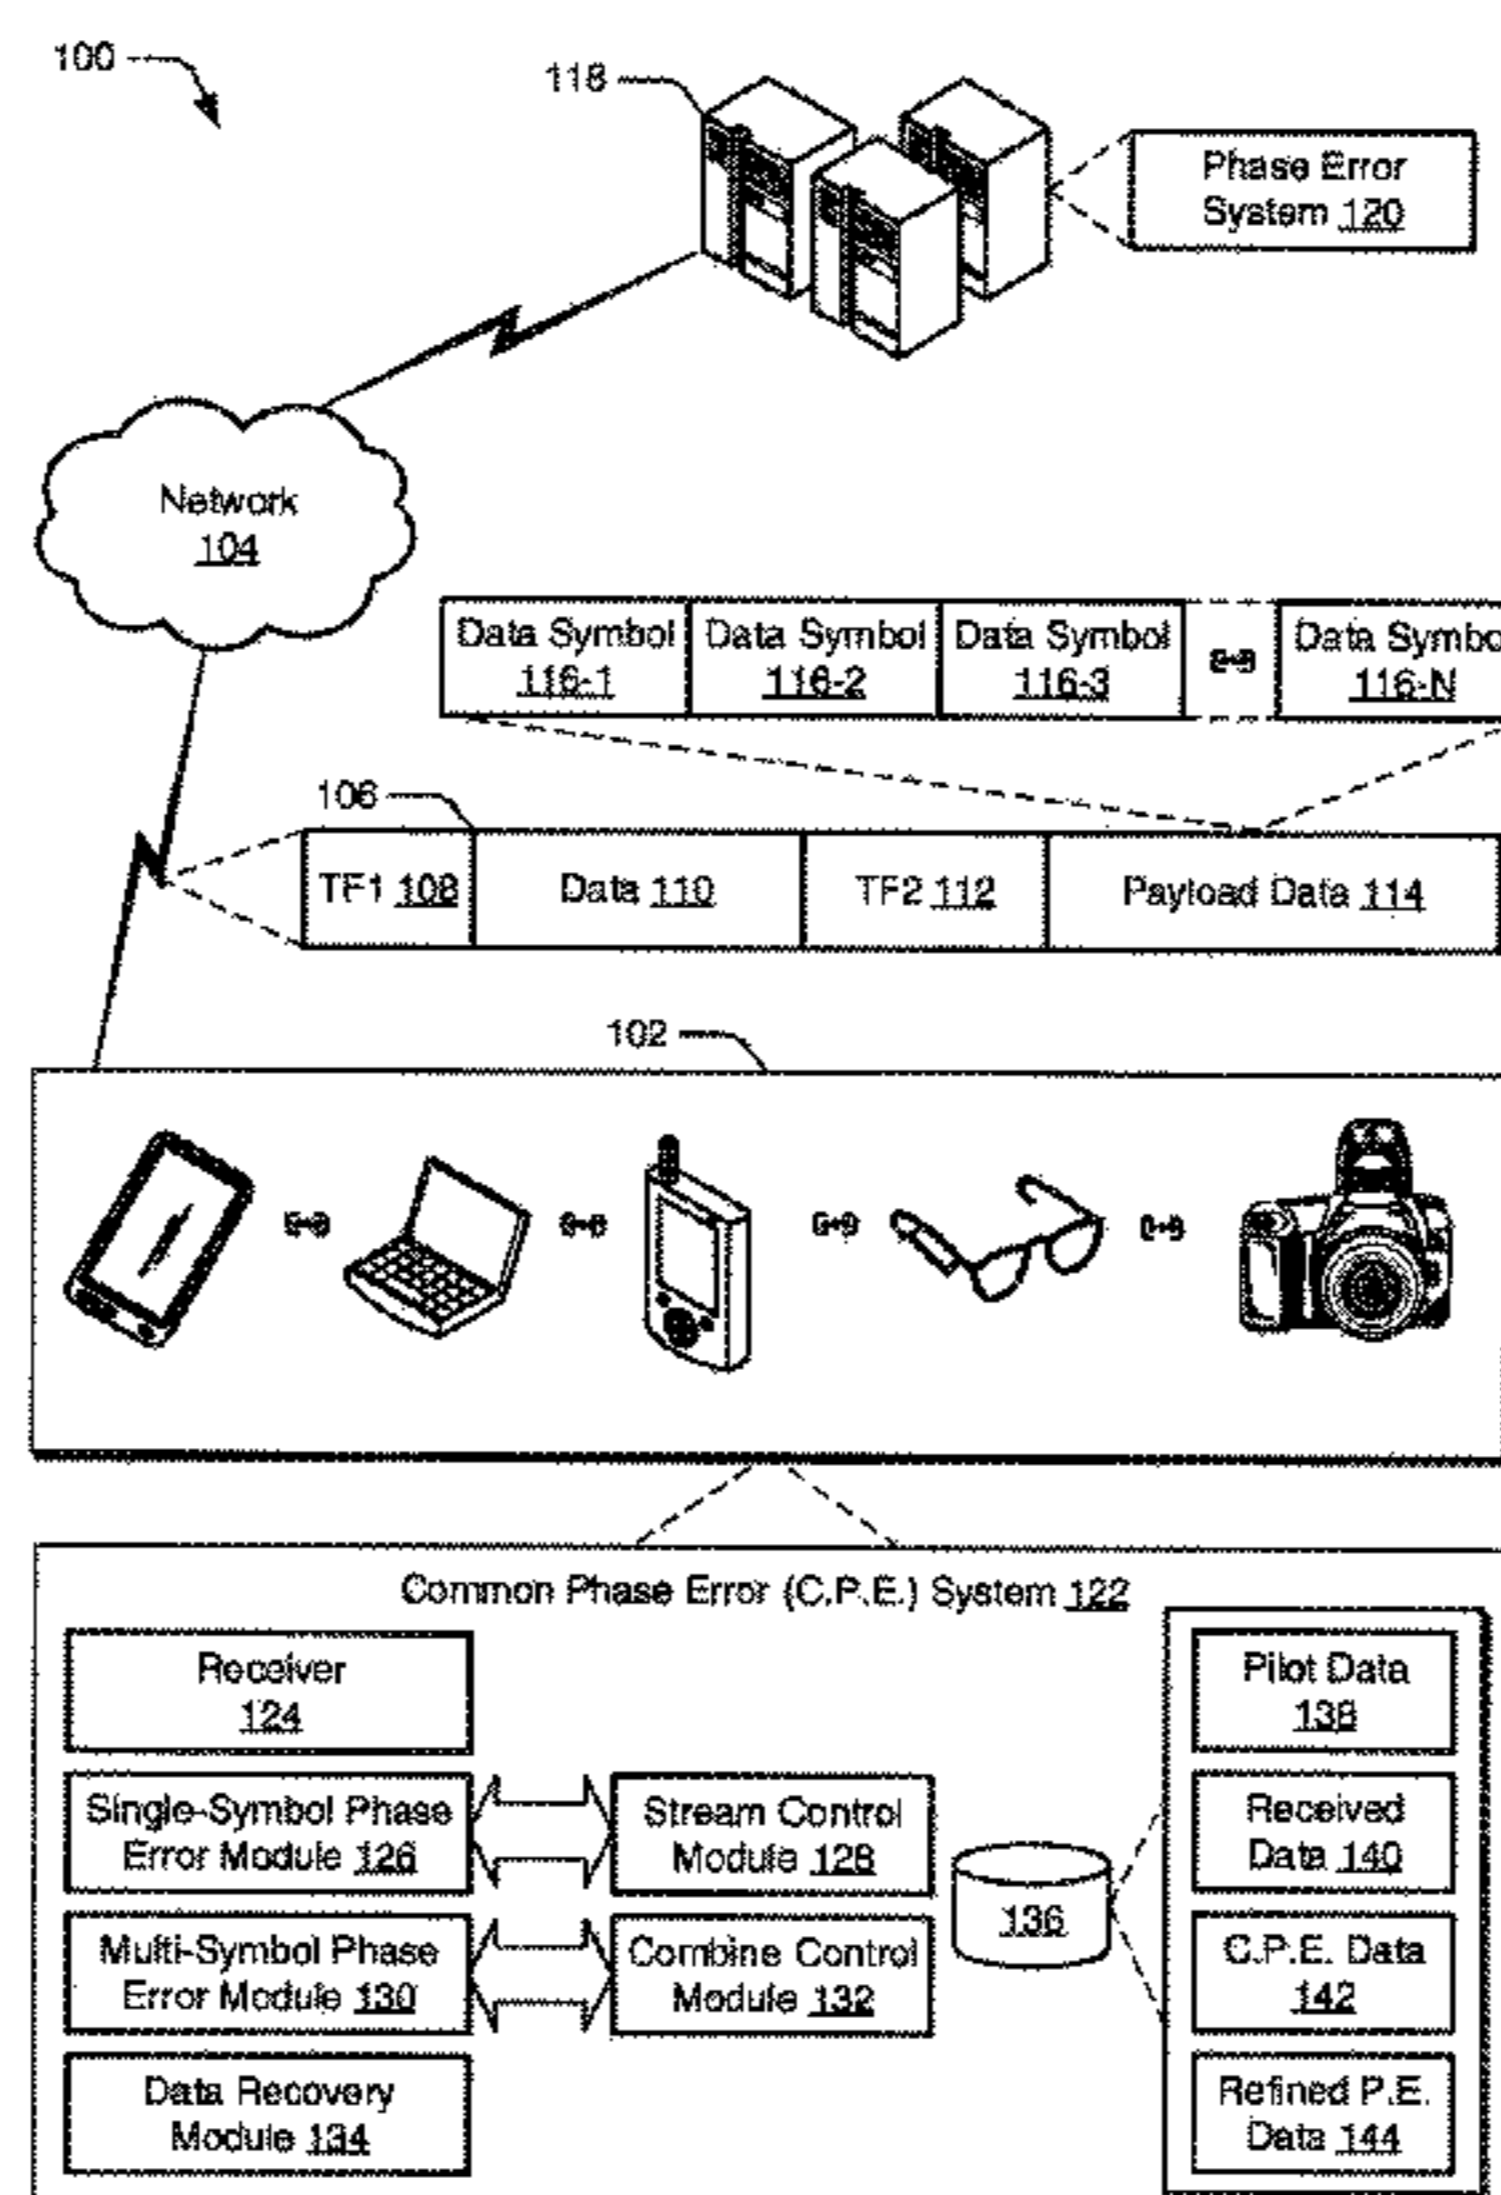 100
118
Phase Error
System 120
Network
104
Data Symbol
116-1
Data Symbol
116-2
Data Symbol
116-3
Data Symbo
116-N
106
TF1 108
Data 110
TF2 112
Payload Data 114
102
Common Phase Error (C.P.E.) System 122
Receiver
124
Single-Symbol Phase
Error Module 126
Stream Control
Module 128
Multi-Symbol Phase
Error Module 130
Combine Control
Module 132
Data Recovery
Module 134
136
Pilot Data
138
Received
Data 140
C.P.E. Data
142
Refined P.E.
Data 144